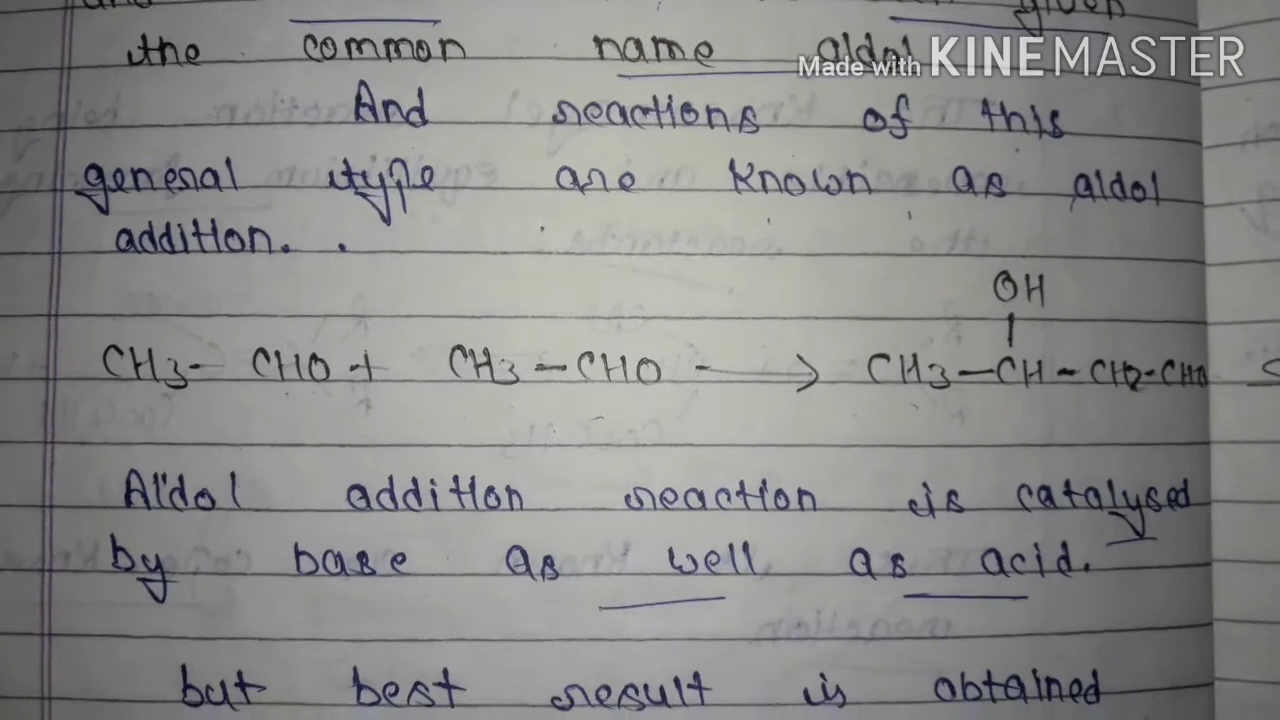 given
the common name aldol
Made with KINEMASTER
And reactions of this
general type are known as aldol
addition.
OH
CH3- CHO + CH3-CHO -> CH3-CH-CH2-CHO
Aldol addition reaction is catalysed
by base as well as acid.
but best result is obtained